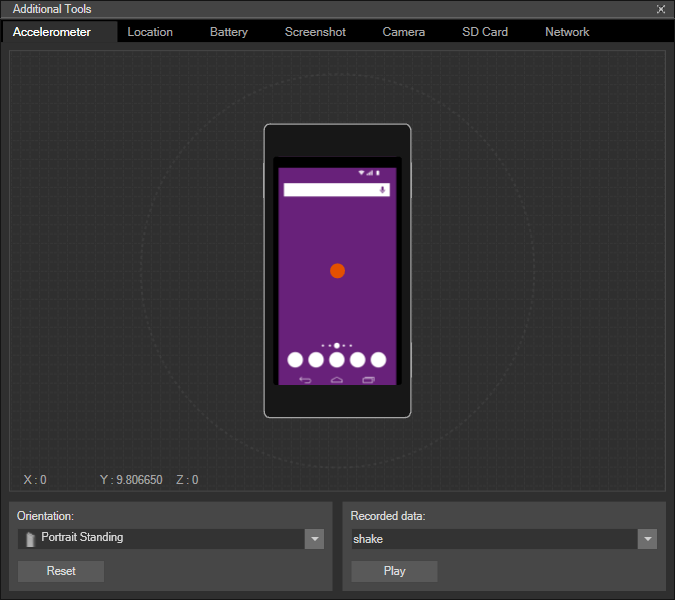 Additional Tools
Accelerometer Location Battery Screenshot Camera SD Card Network
X : 0 Y : 9.806650 Z : 0
Orientation:
Portrait Standing
Reset
Recorded data:
shake
Play